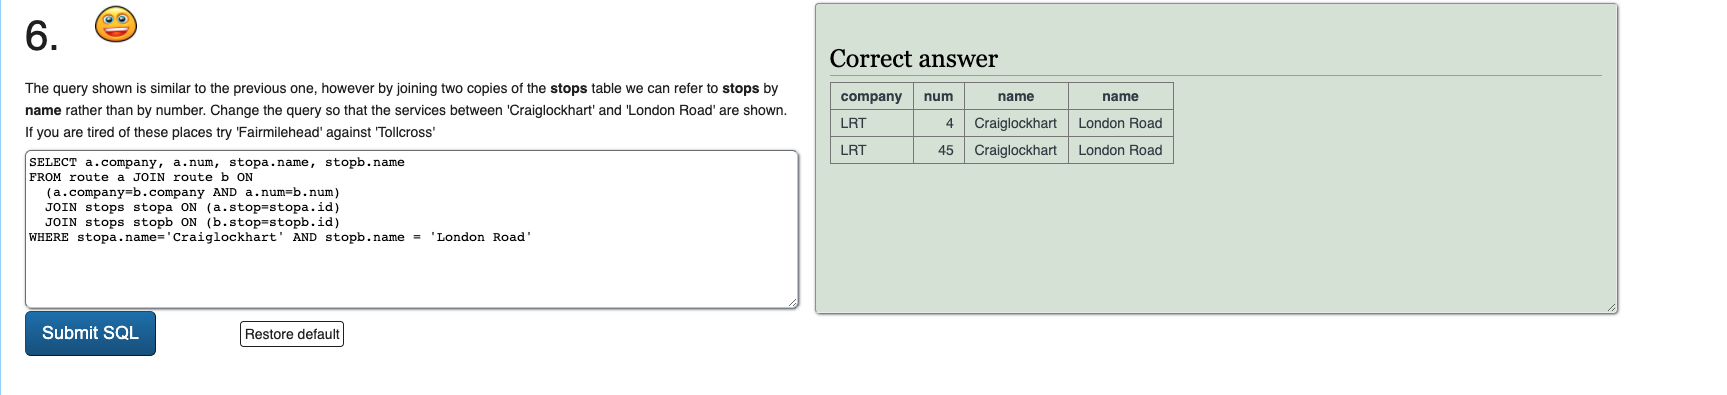 6.
The query shown is similar to the previous one, however by joining two copies of the stops table we can refer to stops by
name rather than by number. Change the query so that the services between 'Craiglockhart' and 'London Road' are shown.
If you are tired of these places try 'Fairmilehead' against 'Tollcross'
SELECT a.company, a.num, stopa.name, stopb.name
FROM route a JOIN route b ON
  (a.company=b.company AND a.num=b.num)
  JOIN stops stopa ON (a.stop=stopa.id)
  JOIN stops stopb ON (b.stop=stopb.id)
WHERE stopa.name='Craiglockhart' AND stopb.name = 'London Road'
Submit SQL
Restore default
Correct answer
company num name name
LRT 4 Craiglockhart London Road
LRT 45 Craiglockhart London Road